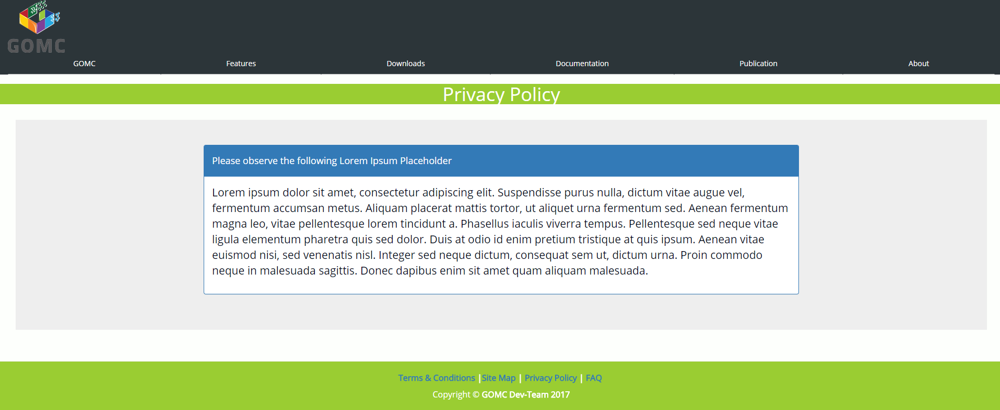 GOMC
GOMC
Features
Downloads
Documentation
Publication
About
Privacy Policy
Please observe the following Lorem Ipsum Placeholder
Lorem ipsum dolor sit amet, consectetur adipiscing elit. Suspendisse purus nulla, dictum vitae augue vel,
fermentum accumsan metus. Aliquam placerat mattis tortor, ut aliquet urna fermentum sed. Aenean fermentum
magna leo, vitae pellentesque lorem tincidunt a. Phasellus iaculis viverra tempus. Pellentesque sed neque vitae
ligula elementum pharetra quis sed dolor. Duis at odio id enim pretium tristique at quis ipsum. Aenean vitae
euismod nisi, sed venenatis nisl. Integer sed neque dictum, consequat sem ut, dictum urna. Proin commodo
neque in malesuada sagittis. Donec dapibus enim sit amet quam aliquam malesuada.
Terms & Conditions |Site Map | Privacy Policy | FAQ
Copyright © GOMC Dev-Team 2017